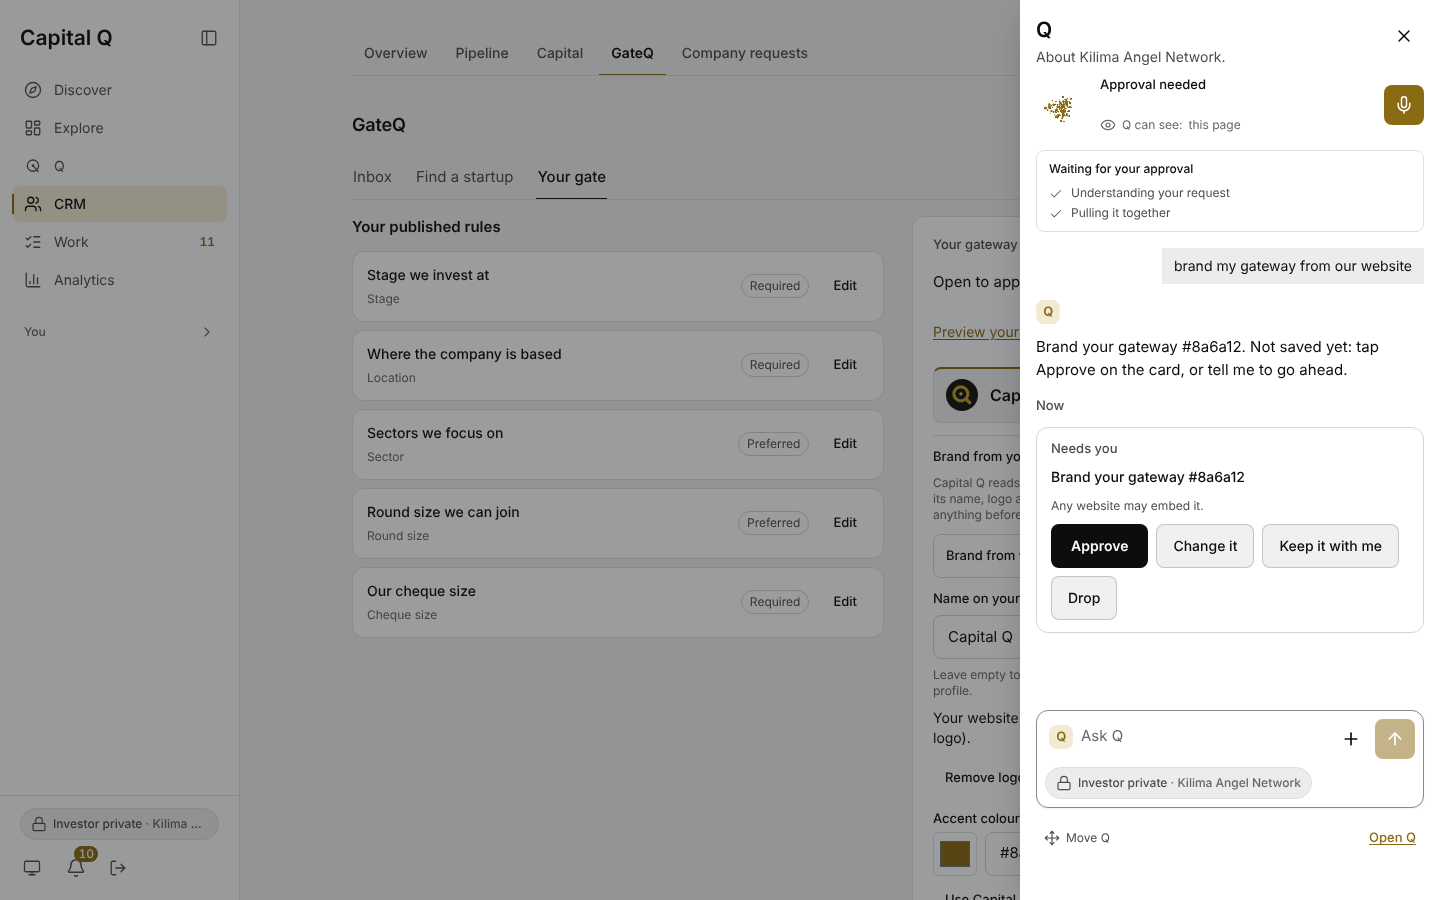 Capital Q
Discover
Explore
Q
CRM
Work 11
Analytics
You
Investor private · Kilima ...
10
Overview Pipeline Capital GateQ Company requests
GateQ
Inbox Find a startup Your gate
Your published rules
Stage we invest at
Stage
Required Edit
Where the company is based
Location
Required Edit
Sectors we focus on
Sector
Preferred Edit
Round size we can join
Round size
Preferred Edit
Our cheque size
Cheque size
Required Edit
Your gateway
Open to app
Preview your
Cap
Brand from yo
Capital Q reads
its name, logo a
anything before
Brand from
Name on your
Capital Q
Leave empty to
profile.
Your website
logo).
Remove logo
Accent colour
#8
Use Capital
Q
About Kilima Angel Network.
Approval needed
Q can see: this page
Waiting for your approval
Understanding your request
Pulling it together
brand my gateway from our website
Q
Brand your gateway #8a6a12. Not saved yet: tap
Approve on the card, or tell me to go ahead.
Now
Needs you
Brand your gateway #8a6a12
Any website may embed it.
Approve Change it Keep it with me
Drop
Q Ask Q
Investor private · Kilima Angel Network
Move Q Open Q